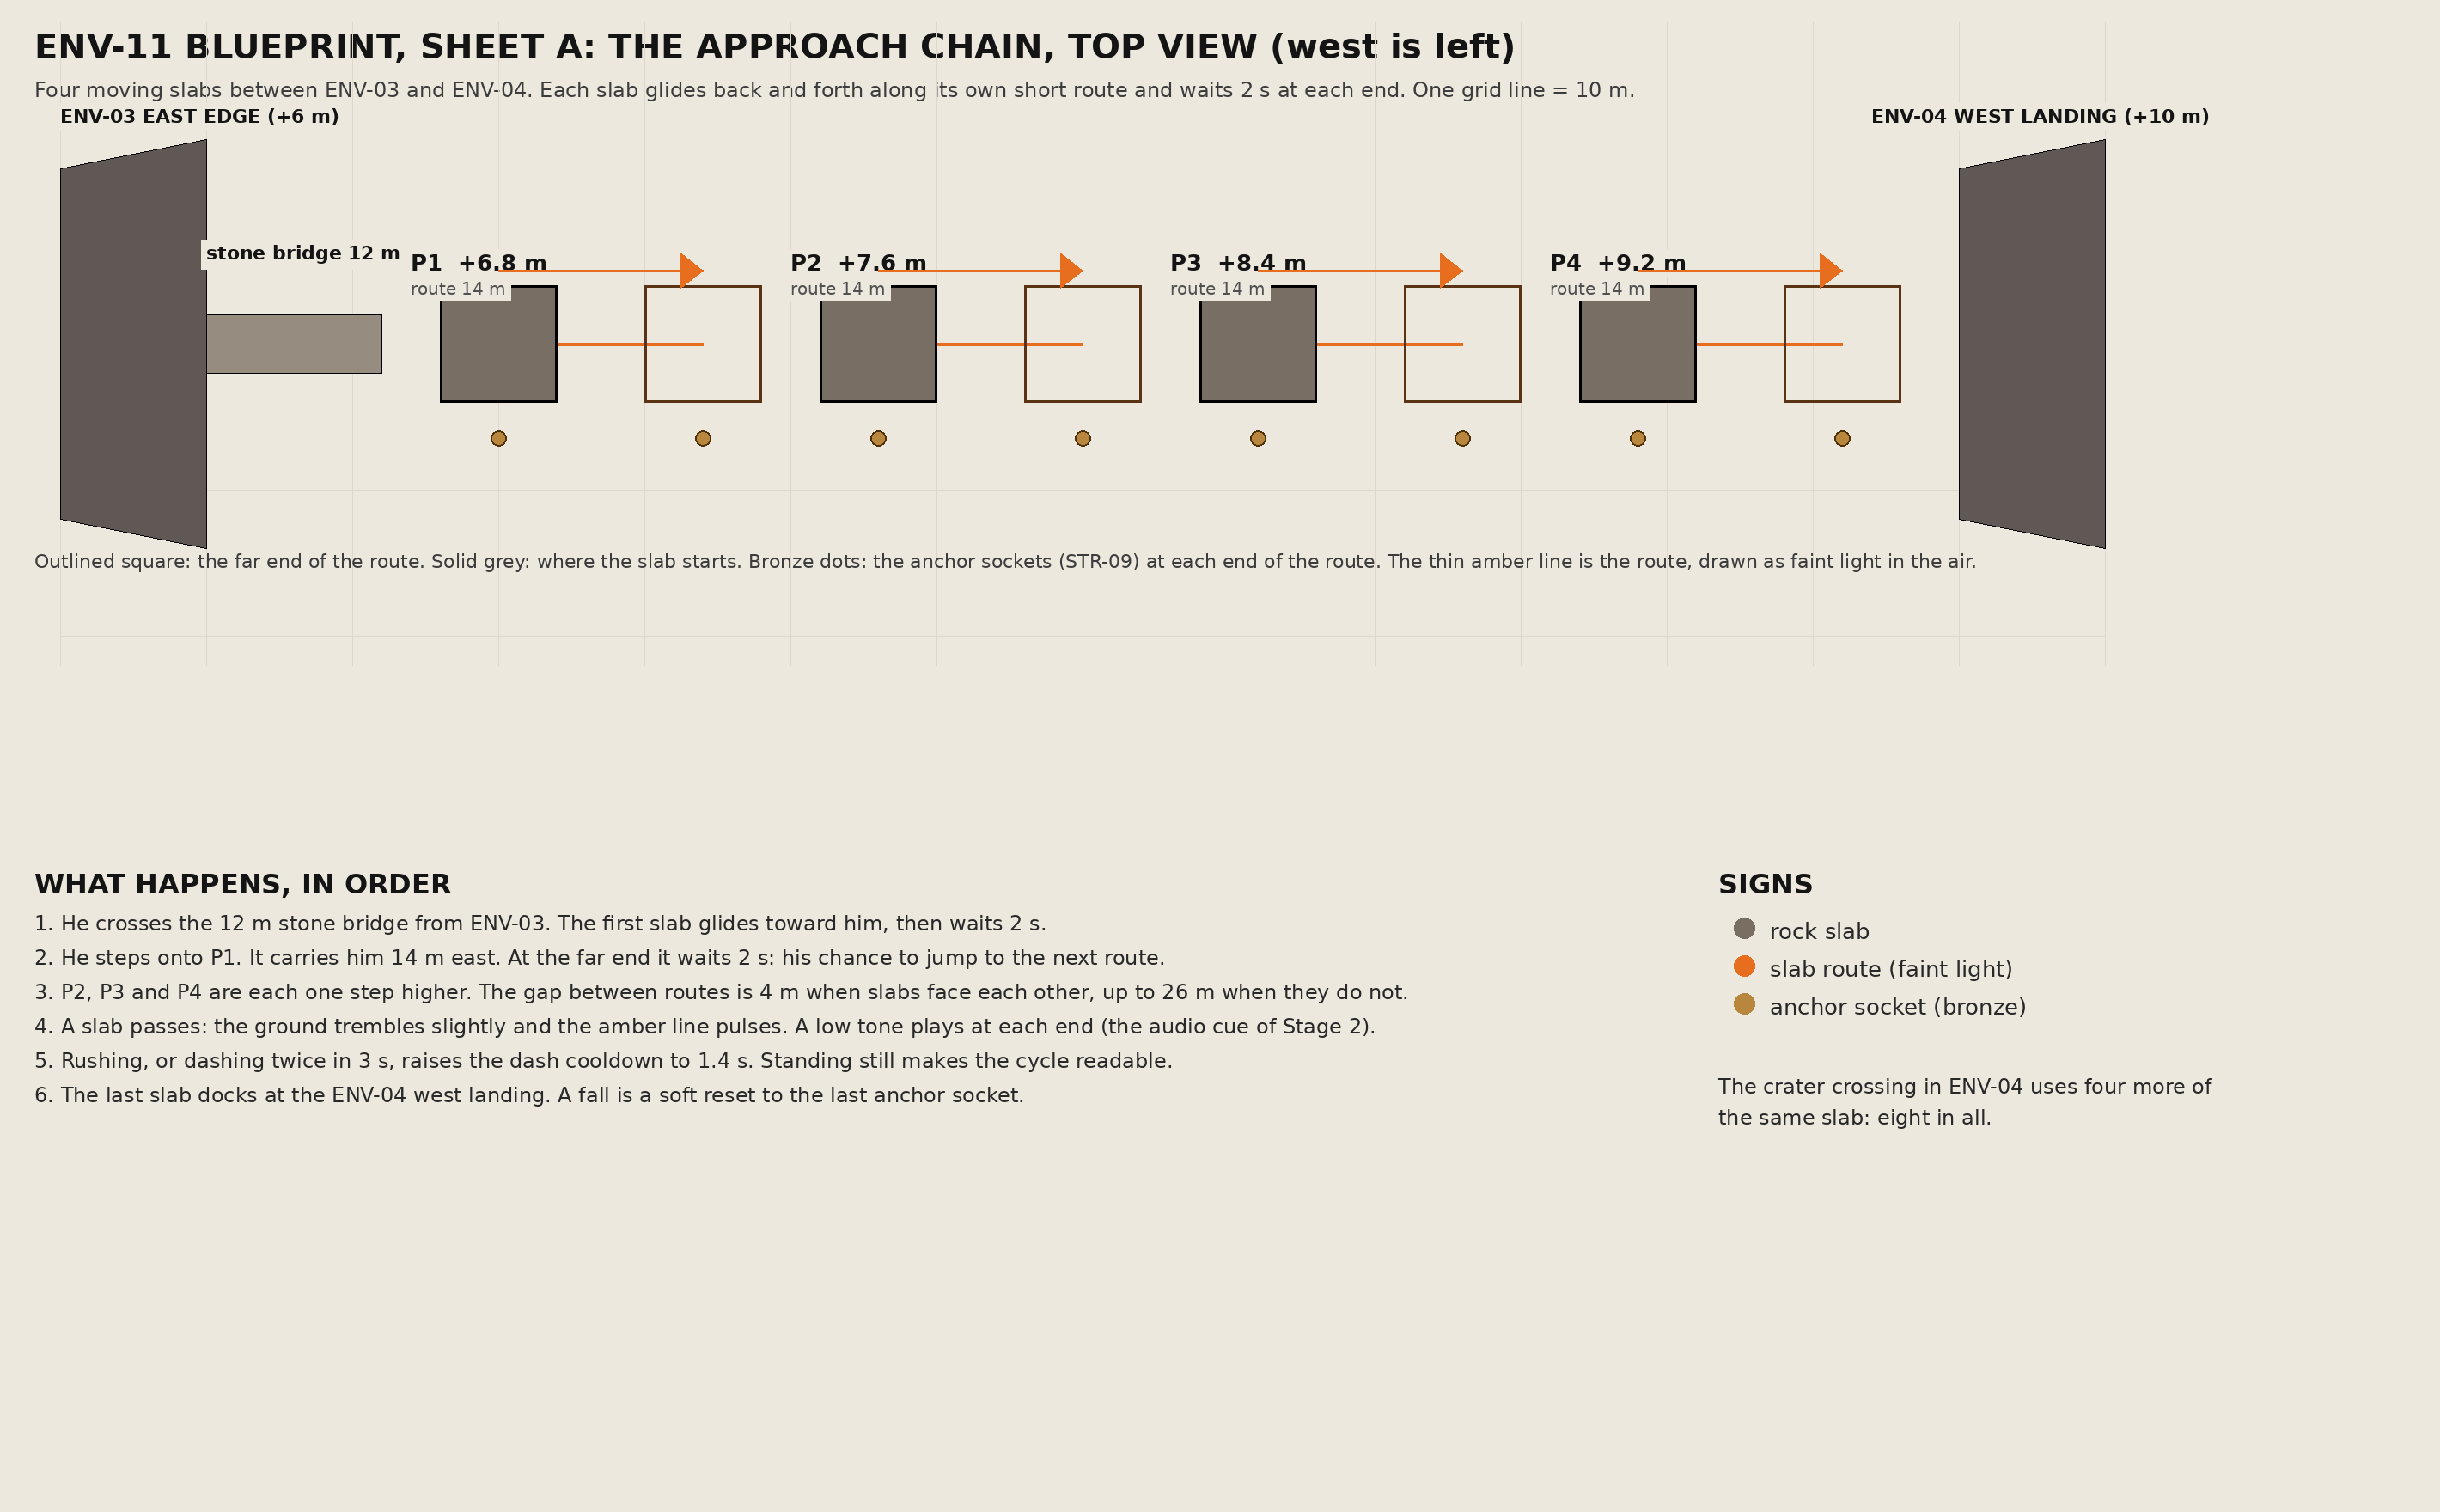 ENV-11 BLUEPRINT, SHEET A: THE APPROACH CHAIN, TOP VIEW (west is left)
Four moving slabs between ENV-03 and ENV-04. Each slab glides back and forth along its own short route and waits 2 s at each end. One grid line = 10 m.
ENV-03 EAST EDGE (+6 m)
ENV-04 WEST LANDING (+10 m)
stone bridge 12 m
P1 +6.8 m
route 14 m
P2 +7.6 m
route 14 m
P3 +8.4 m
route 14 m
P4 +9.2 m
route 14 m
Outlined square: the far end of the route. Solid grey: where the slab starts. Bronze dots: the anchor sockets (STR-09) at each end of the route. The thin amber line is the route, drawn as faint light in the air.
WHAT HAPPENS, IN ORDER
1. He crosses the 12 m stone bridge from ENV-03. The first slab glides toward him, then waits 2 s.
2. He steps onto P1. It carries him 14 m east. At the far end it waits 2 s: his chance to jump to the next route.
3. P2, P3 and P4 are each one step higher. The gap between routes is 4 m when slabs face each other, up to 26 m when they do not.
4. A slab passes: the ground trembles slightly and the amber line pulses. A low tone plays at each end (the audio cue of Stage 2).
5. Rushing, or dashing twice in 3 s, raises the dash cooldown to 1.4 s. Standing still makes the cycle readable.
6. The last slab docks at the ENV-04 west landing. A fall is a soft reset to the last anchor socket.
SIGNS
rock slab
slab route (faint light)
anchor socket (bronze)
The crater crossing in ENV-04 uses four more of
the same slab: eight in all.